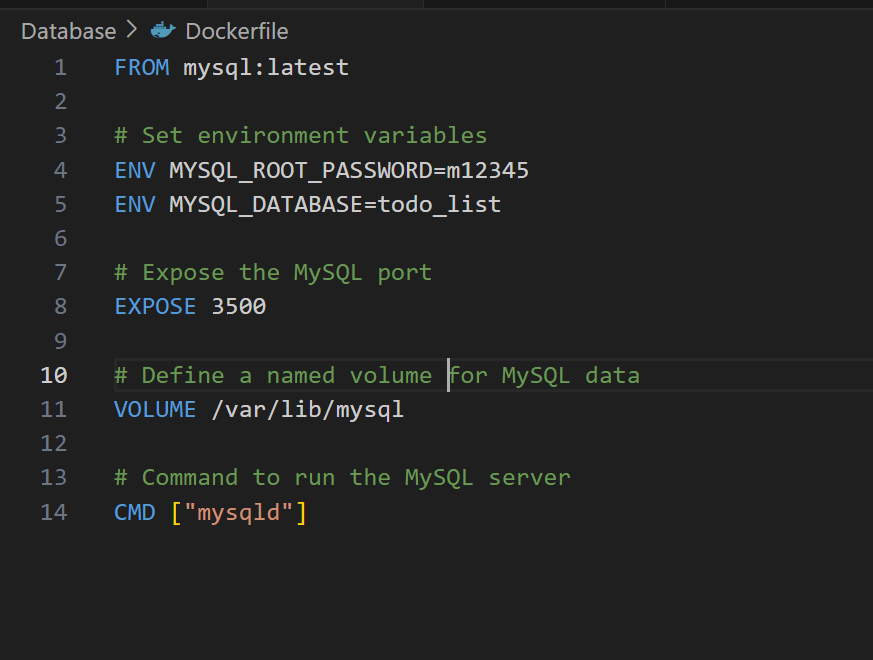 Database > Dockerfile
1 FROM mysql:latest
2
3 # Set environment variables
4 ENV MYSQL_ROOT_PASSWORD=m12345
5 ENV MYSQL_DATABASE=todo_list
6
7 # Expose the MySQL port
8 EXPOSE 3500
9
10 # Define a named volume for MySQL data
11 VOLUME /var/lib/mysql
12
13 # Command to run the MySQL server
14 CMD ["mysqld"]